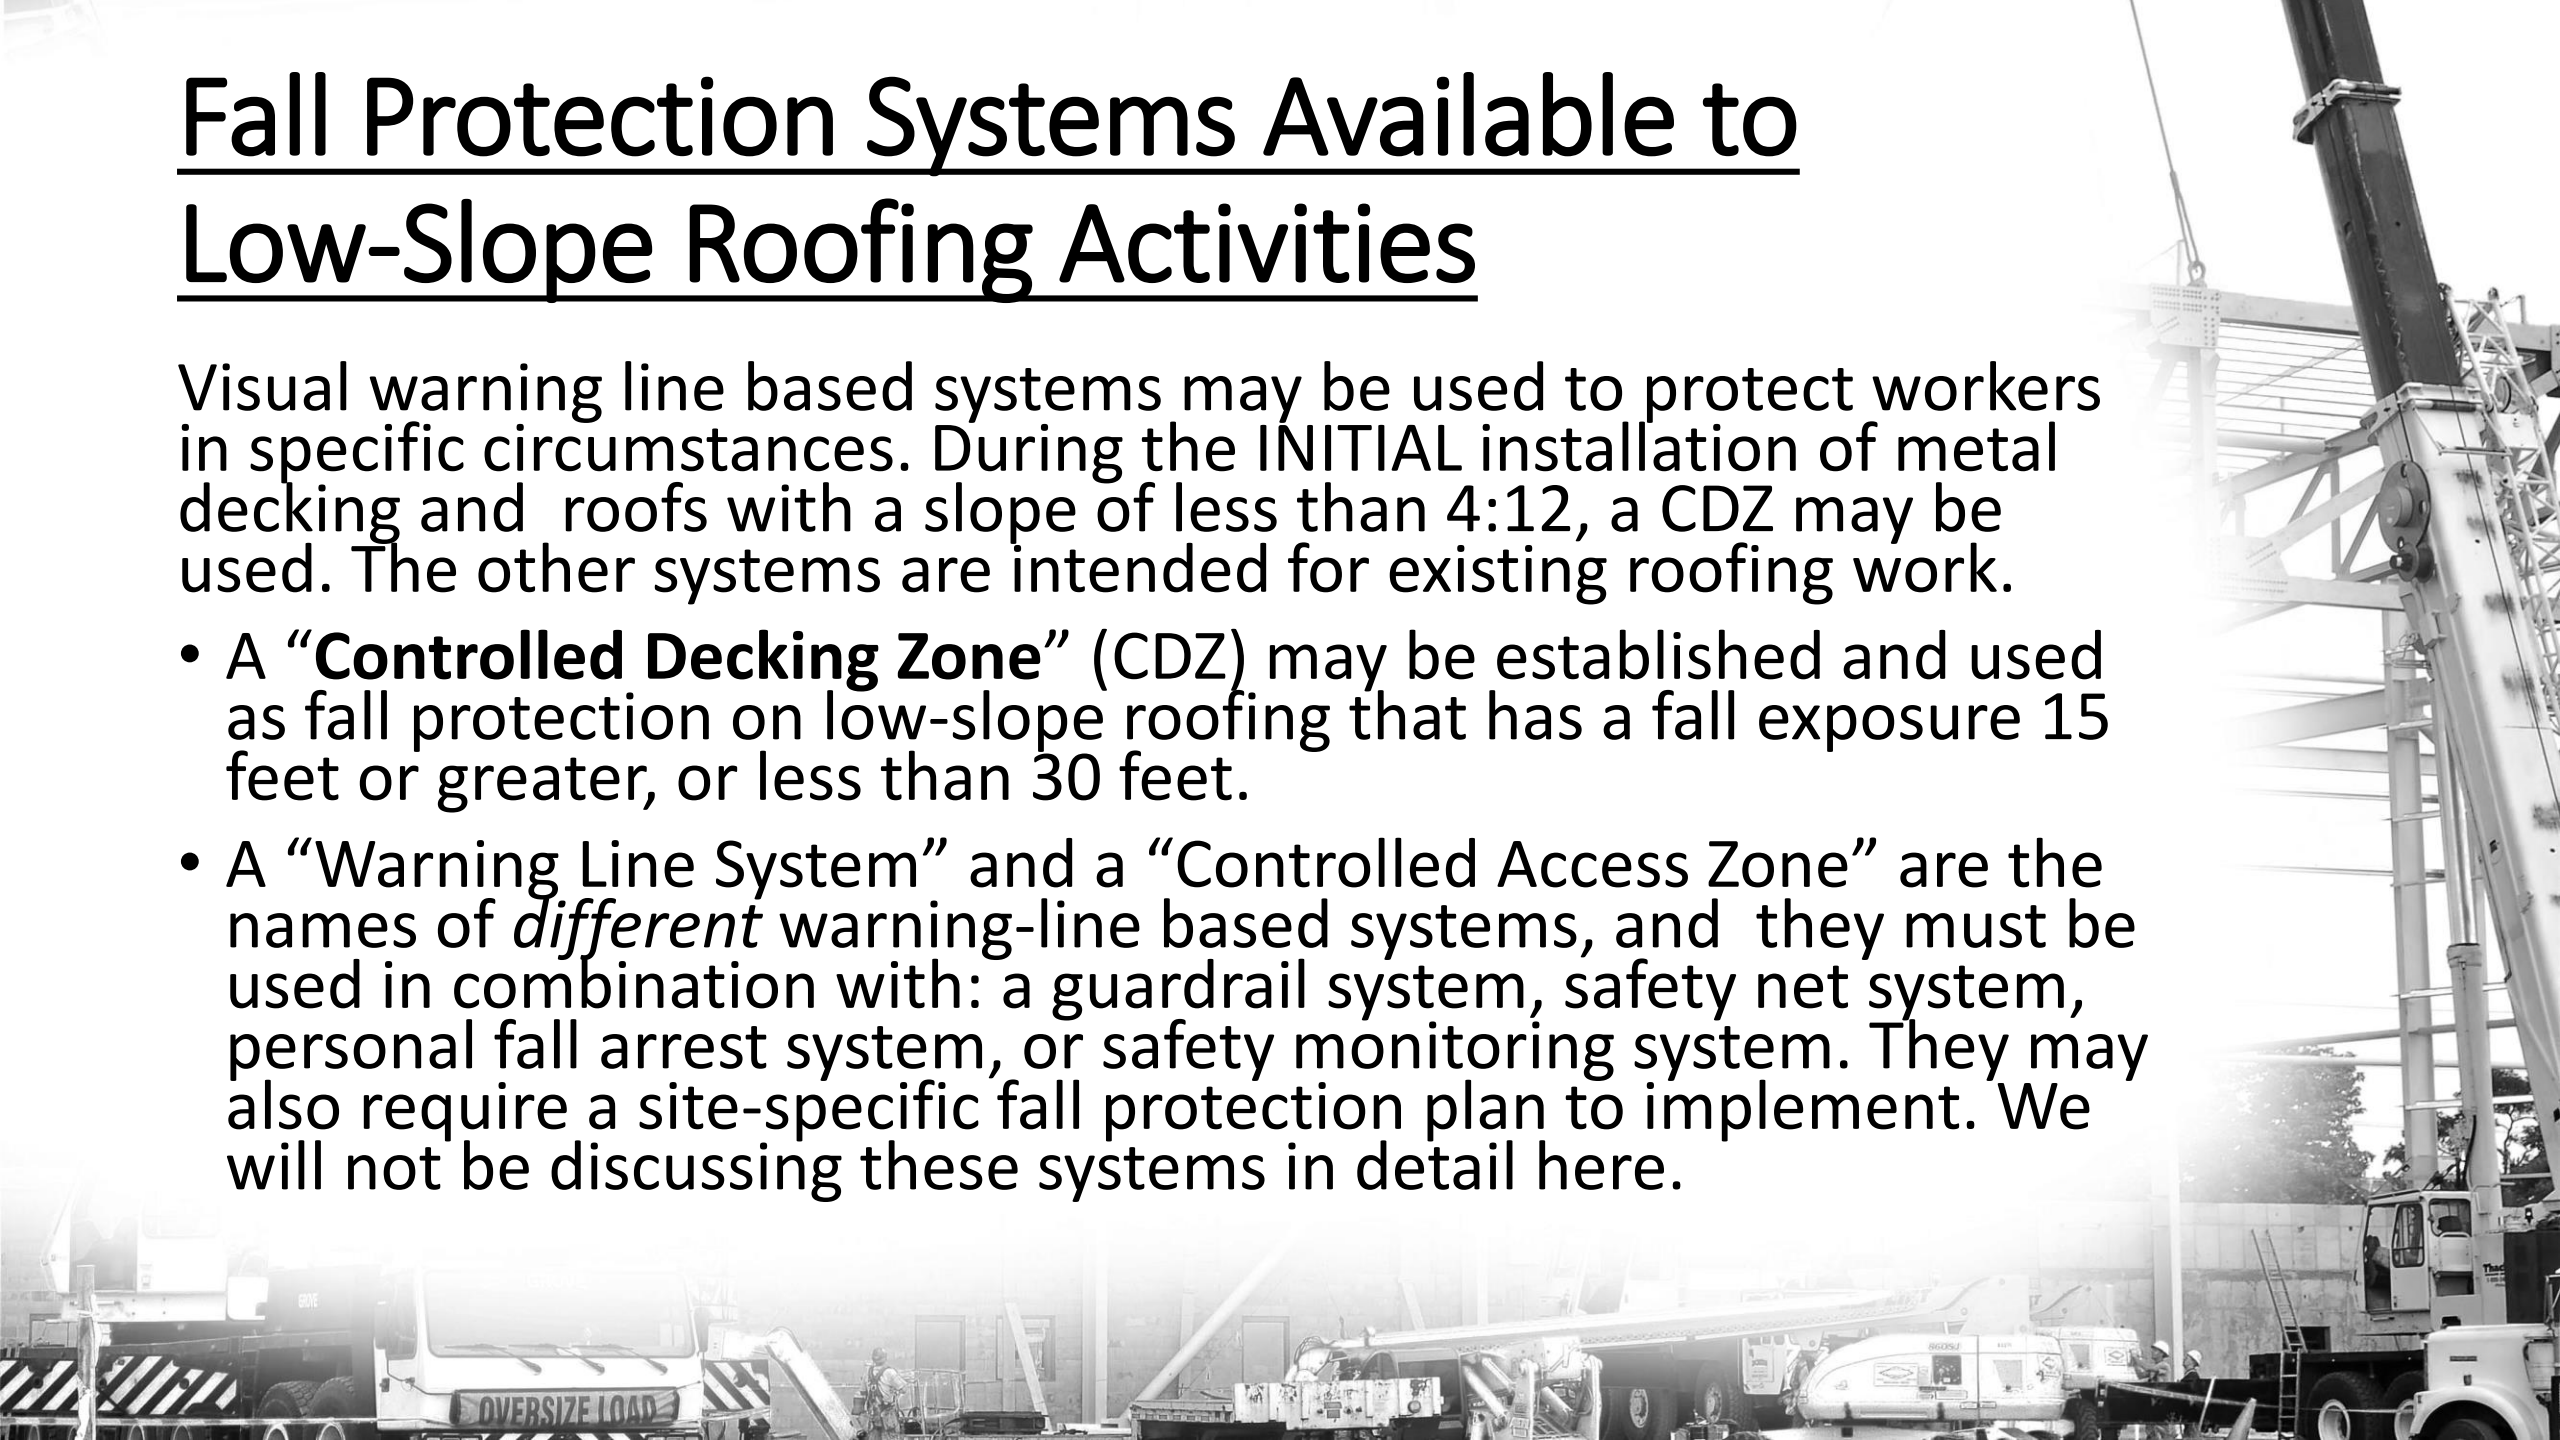 Fall Protection Systems Available to
Low-Slope Roofing Activities
Visual warning line based systems may be used to protect workers
in specific circumstances. During the INITIAL installation of metal
decking and  roofs with a slope of less than 4:12, a CDZ may be
used. The other systems are intended for existing roofing work.
• A “Controlled Decking Zone” (CDZ) may be established and used
as fall protection on low-slope roofing that has a fall exposure 15
feet or greater, or less than 30 feet.
• A “Warning Line System” and a “Controlled Access Zone” are the
names of different warning-line based systems, and  they must be
used in combination with: a guardrail system, safety net system,
personal fall arrest system, or safety monitoring system. They may
also require a site-specific fall protection plan to implement. We
will not be discussing these systems in detail here.
GROVE
OVERSIZE LOAD